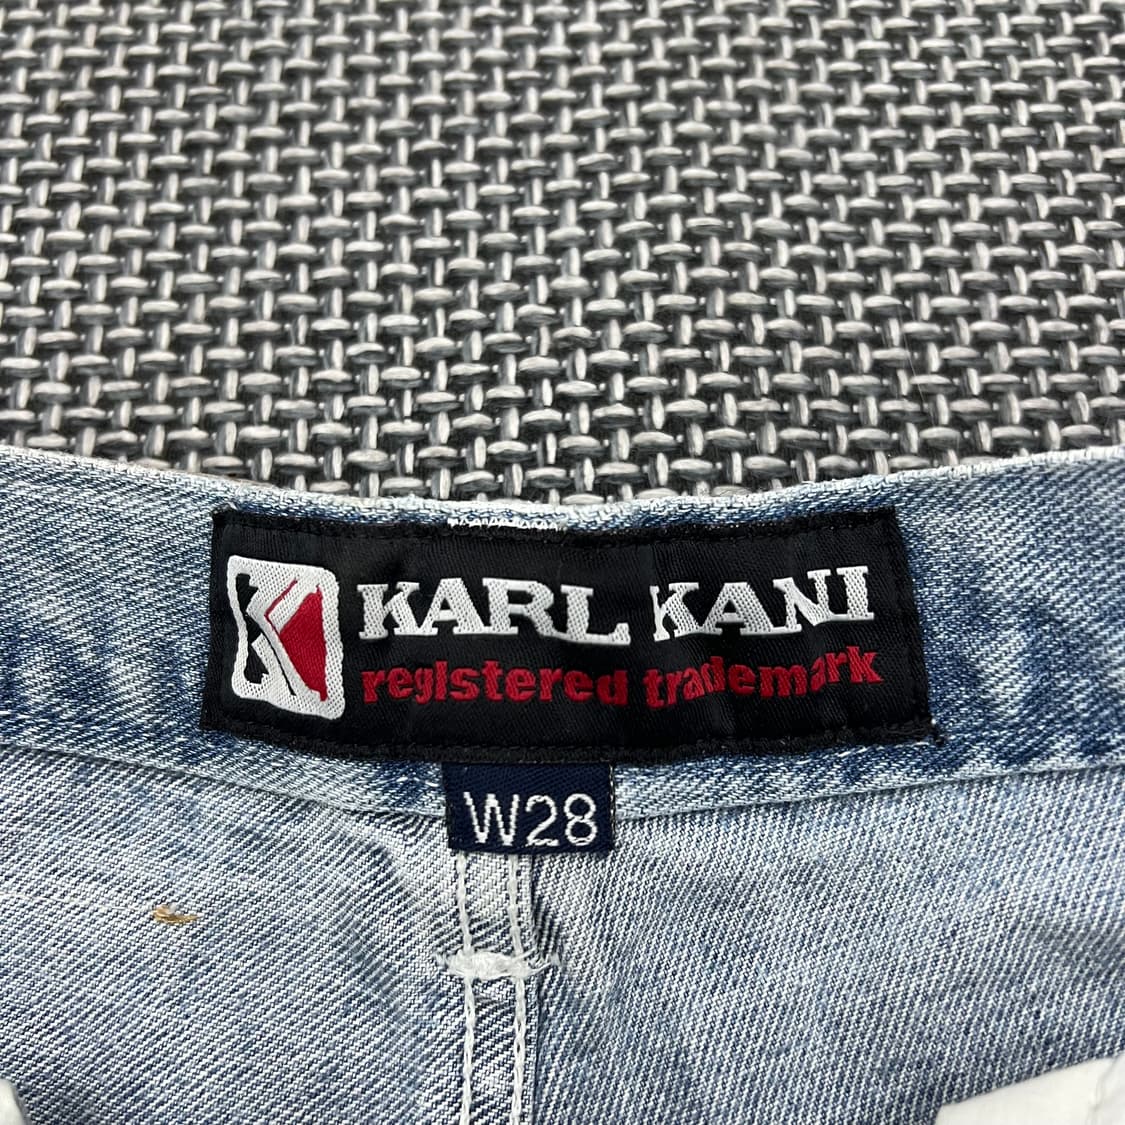 KARL KANI
registered trademark
W28